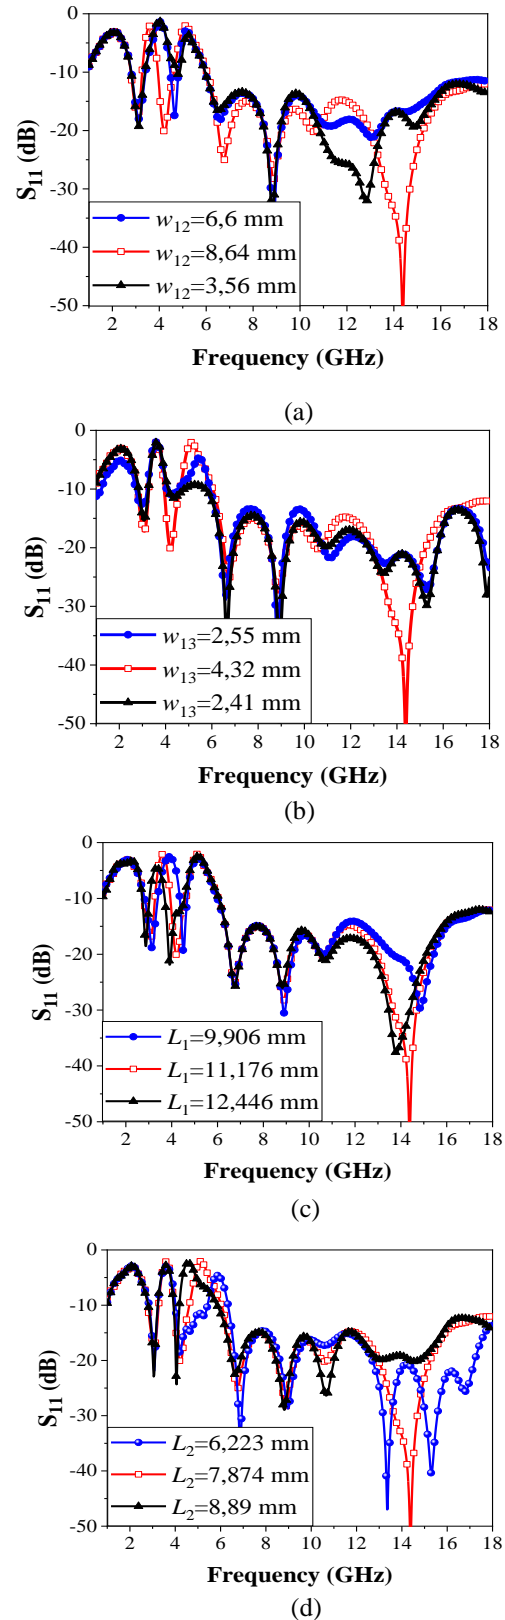 0
-10
-20
-30
-40
-50
S11 (dB)
w12=6,6 mm
w12=8,64 mm
w12=3,56 mm
2 4 6 8 10 12 14 16 18
Frequency (GHz)
(a)
0
-10
-20
-30
-40
-50
S11 (dB)
w13=2,55 mm
w13=4,32 mm
w13=2,41 mm
2 4 6 8 10 12 14 16 18
Frequency (GHz)
(b)
0
-10
-20
-30
-40
-50
S11 (dB)
L1=9,906 mm
L1=11,176 mm
L1=12,446 mm
2 4 6 8 10 12 14 16 18
Frequency (GHz)
(c)
0
-10
-20
-30
-40
-50
S11 (dB)
L2=6,223 mm
L2=7,874 mm
L2=8,89 mm
2 4 6 8 10 12 14 16 18
Frequency (GHz)
(d)